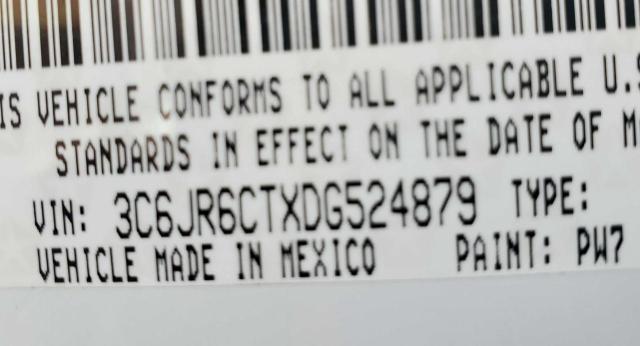 IS VEHICLE CONFORMS TO ALL APPLICABLE U.S
STANDARDS IN EFFECT ON THE DATE OF M
VIN: 3C6JR6CTXDG524879 TYPE:
VEHICLE MADE IN MEXICO PAINT: PW7